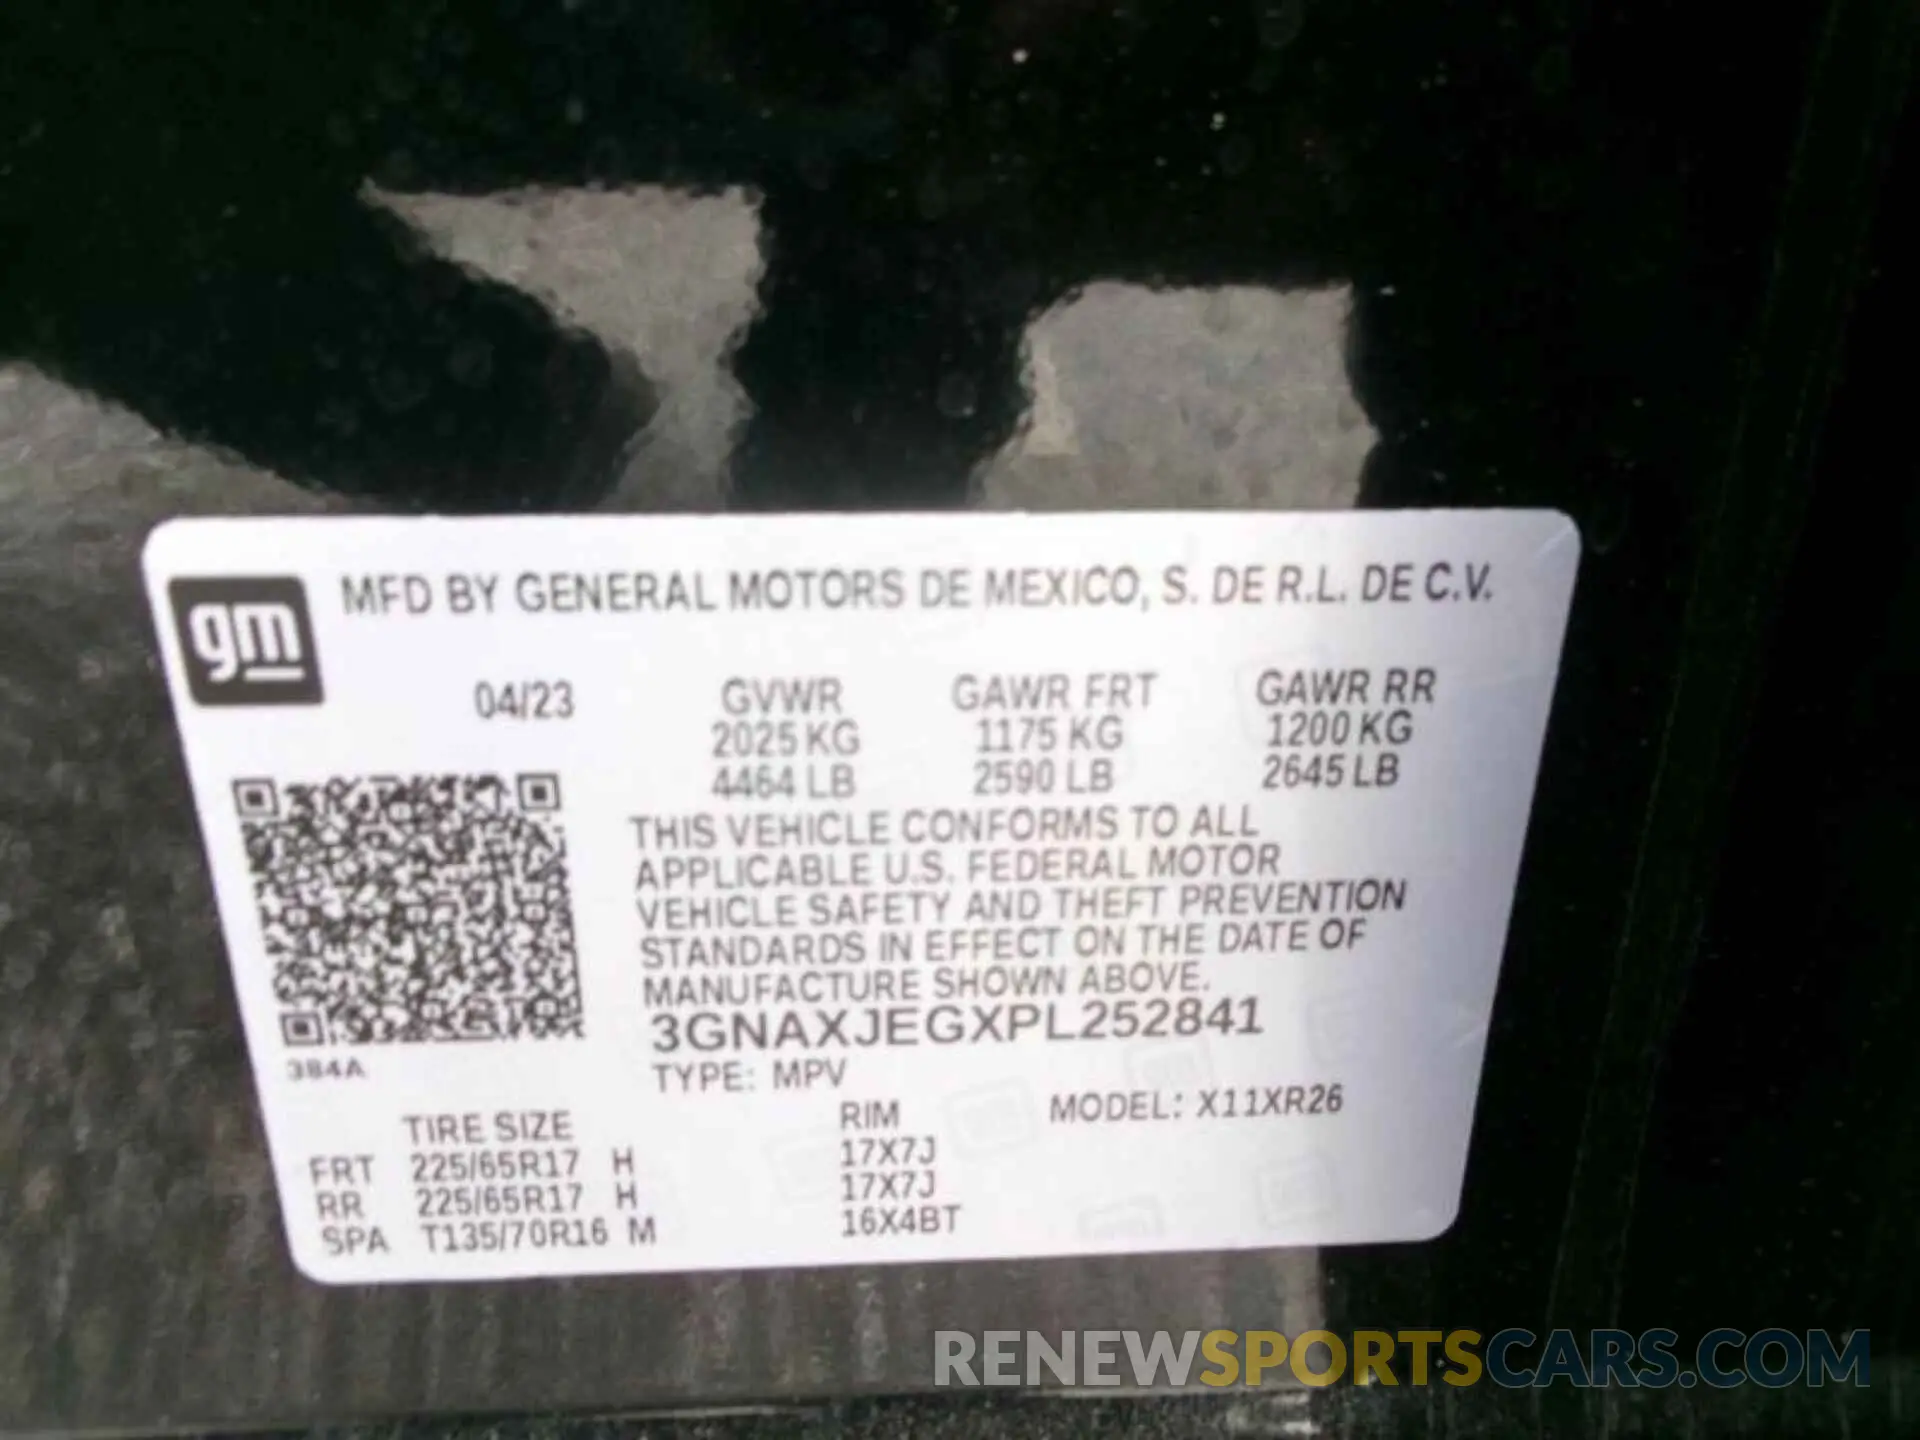 gm
MFD BY GENERAL MOTORS DE MEXICO, S. DE R.L. DE C.V.
04/23 GVWR GAWR FRT GAWR RR
2025 KG 1175 KG 1200 KG
4464 LB 2590 LB 2645 LB
THIS VEHICLE CONFORMS TO ALL
APPLICABLE U.S. FEDERAL MOTOR
VEHICLE SAFETY AND THEFT PREVENTION
STANDARDS IN EFFECT ON THE DATE OF
MANUFACTURE SHOWN ABOVE.
3GNAXJEGXPL252841
384A
TYPE: MPV
TIRE SIZE RIM MODEL: X11XR26
FRT 225/65R17 H 17X7J
RR 225/65R17 H 17X7J
SPA T135/70R16 M 16X4BT
RENEWSPORTSCARS.COM